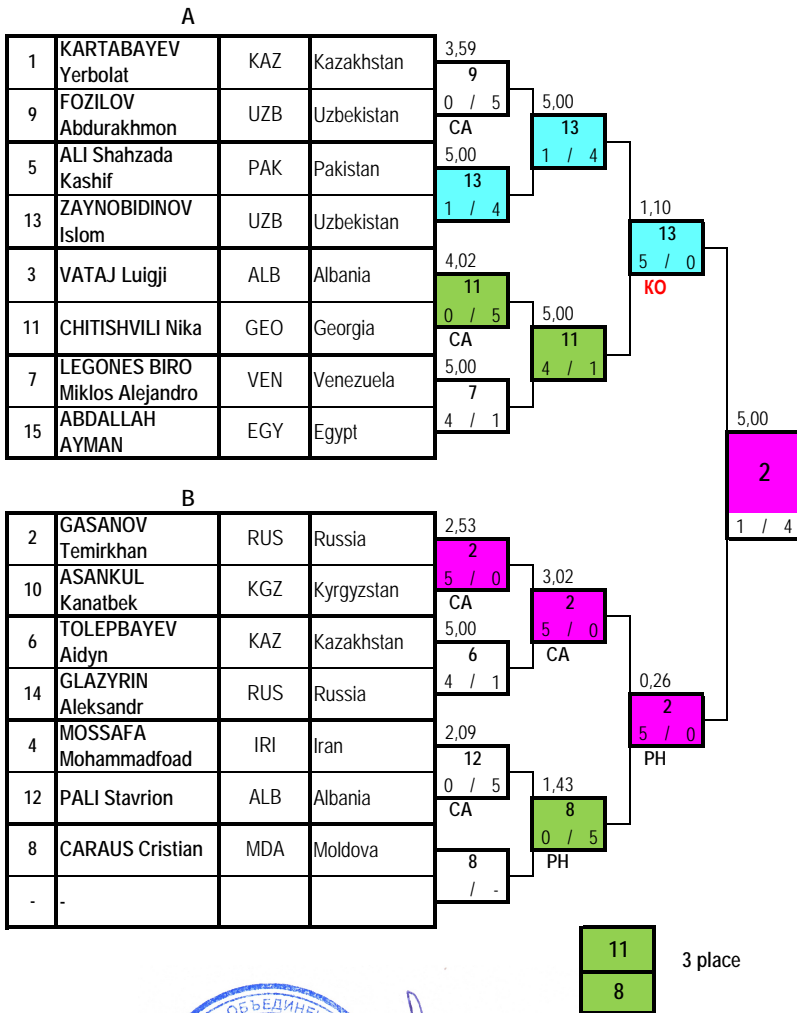 A
1 KARTABAYEV Yerbolat KAZ Kazakhstan
9 FOZILOV Abdurakhmon UZB Uzbekistan
5 ALI Shahzada Kashif PAK Pakistan
13 ZAYNOBIDINOV Islom UZB Uzbekistan
3 VATAJ Luigji ALB Albania
11 CHITISHVILI Nika GEO Georgia
7 LEGONES BIRO Miklos Alejandro VEN Venezuela
15 ABDALLAH AYMAN EGY Egypt
3,59
9
0 / 5
CA
5,00
13
1 / 4
4,02
11
0 / 5
CA
5,00
7
4 / 1
5,00
13
1 / 4
5,00
11
4 / 1
1,10
13
5 / 0
KO
5,00
2
1 / 4
B
2 GASANOV Temirkhan RUS Russia
10 ASANKUL Kanatbek KGZ Kyrgyzstan
6 TOLEPBAYEV Aidyn KAZ Kazakhstan
14 GLAZYRIN Aleksandr RUS Russia
4 MOSSAFA Mohammadfoad IRI Iran
12 PALI Stavrion ALB Albania
8 CARAUS Cristian MDA Moldova
- -
2,53
2
5 / 0
CA
5,00
6
4 / 1
2,09
12
0 / 5
CA
8
/ -
3,02
2
5 / 0
CA
1,43
8
0 / 5
PH
0,26
2
5 / 0
PH
11
3 place
8